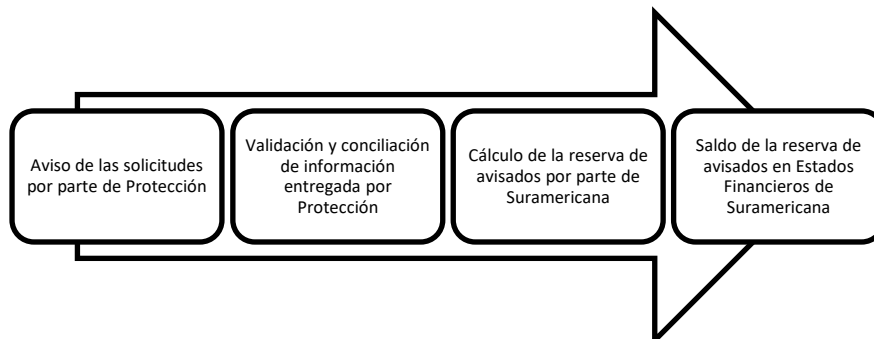 Aviso de las solicitudes
por parte de Protección
Validación y conciliación
de información
entregada por
Protección
Cálculo de la reserva de
avisados por parte de
Suramericana
Saldo de la reserva de
avisados en Estados
Financieros de
Suramericana